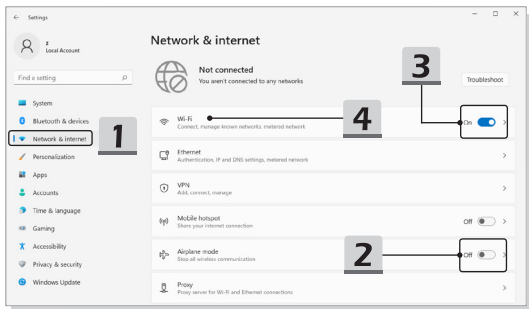 Settings
z
Local Account
Find a setting
System
Bluetooth & devices
Network & internet
Personalization
Apps
Accounts
Time & language
Gaming
Accessibility
Privacy & security
Windows Update
1
Network & internet
Not connected
You aren't connected to any networks
Troubleshoot
3
Wi-Fi
Connect, manage known networks, metered network
4
On
Ethernet
Authentication, IP and DNS settings, metered network
VPN
Add, connect, manage
Mobile hotspot
Share your internet connection
Off
Airplane mode
Stop all wireless communication
2
Off
Proxy
Proxy server for Wi-Fi and Ethernet connections